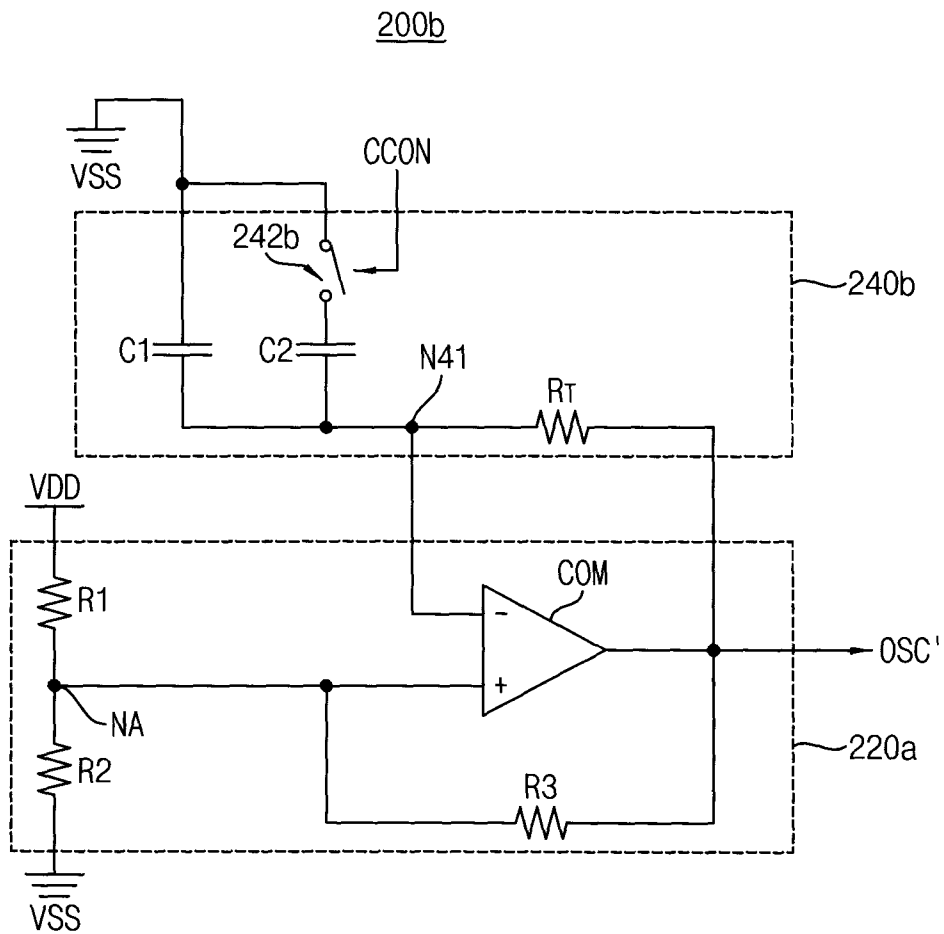 200b
VSS
CCON
242b
240b
C1
C2
N41
RT
VDD
R1
COM
-
OSC'
+
NA
R2
220a
R3
VSS